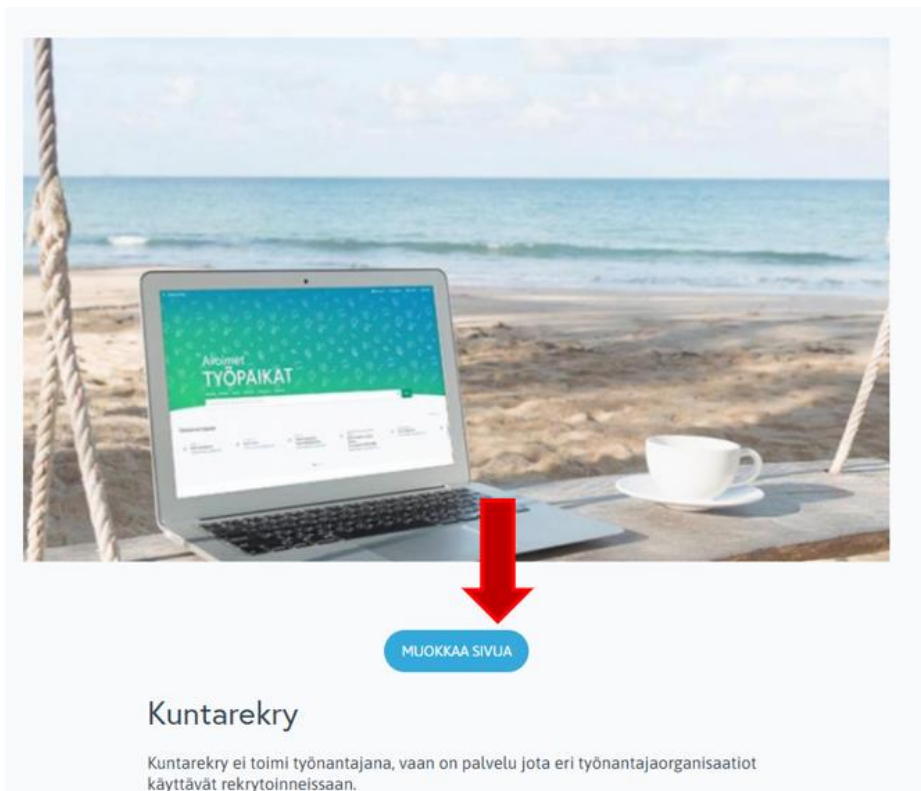 Avoimet
TYÖPAIKAT
MUOKKAA SIVUA
Kuntarekry
Kuntarekry ei toimi työnantajana, vaan on palvelu jota eri työnantajaorganisaatiot
käyttävät rekrytoinneissaan.